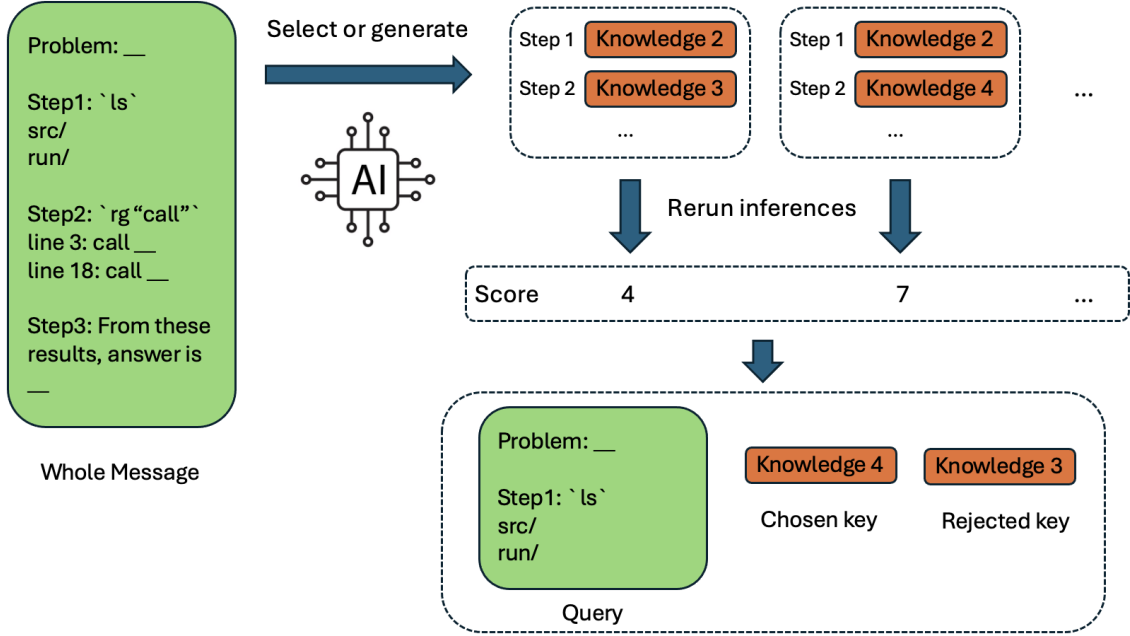 Problem: __
Step1: `ls`
src/
run/
Step2: `rg “call”`
line 3: call __
line 18: call __
Step3: From these
results, answer is
__
Whole Message
Select or generate
AI
Step 1 Knowledge 2
Step 2 Knowledge 3
...
Step 1 Knowledge 2
Step 2 Knowledge 4
...
...
Rerun inferences
Score 4 7 ...
Problem: __
Step1: `ls`
src/
run/
Query
Knowledge 4
Chosen key
Knowledge 3
Rejected key